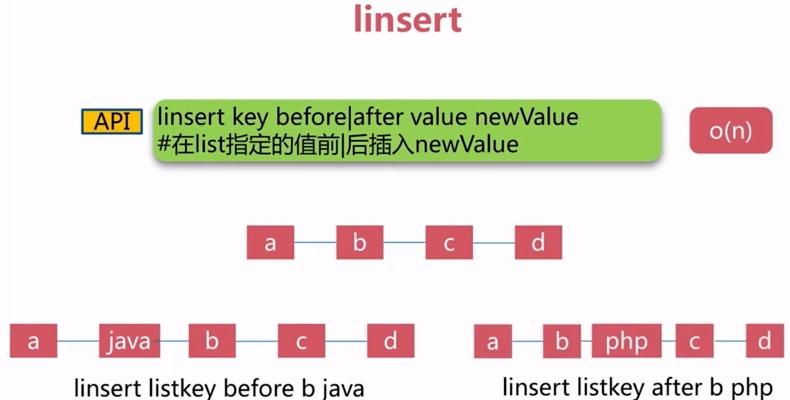 linsert
API
linsert key before|after value newValue
#在list指定的值前|后插入newValue
o(n)
a b c d
a java b c d
a b php c d
linsert listkey before b java
linsert listkey after b php